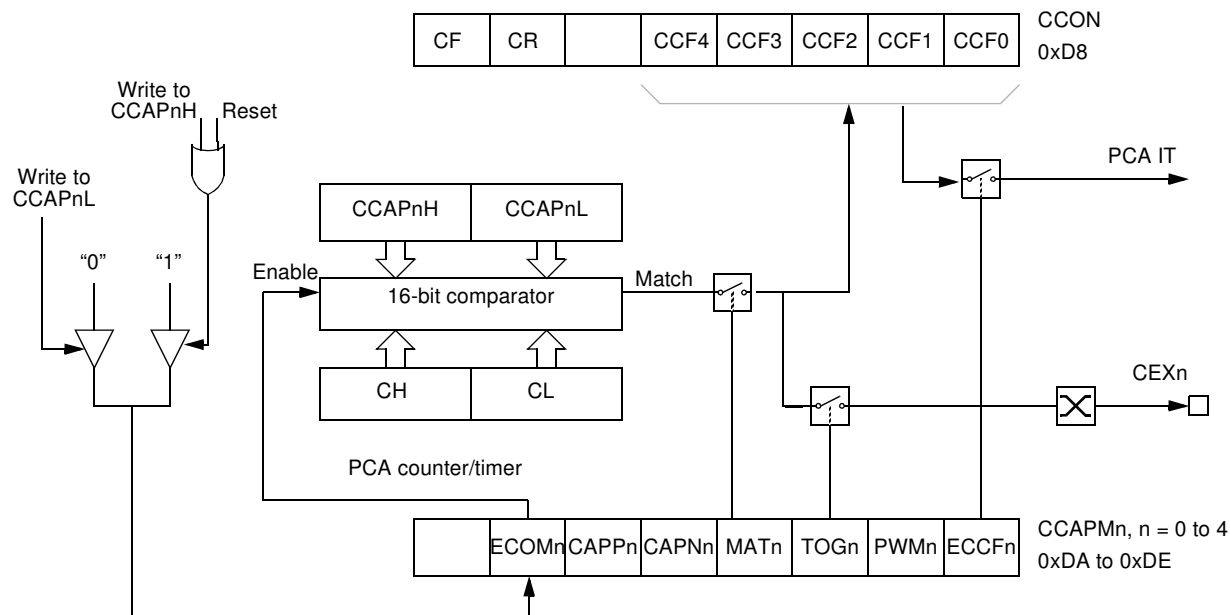 CF CR CCF4 CCF3 CCF2 CCF1 CCF0
CCON
0xD8
Write to
CCAPnH
Reset
Write to
CCAPnL
PCA IT
CCAPnH CCAPnL
“0” “1”
Enable
16-bit comparator
Match
CH CL
CEXn
PCA counter/timer
ECOMn CAPPn CAPNn MATn TOGn PWMn ECCFn
CCAPMn, n = 0 to 4
0xDA to 0xDE